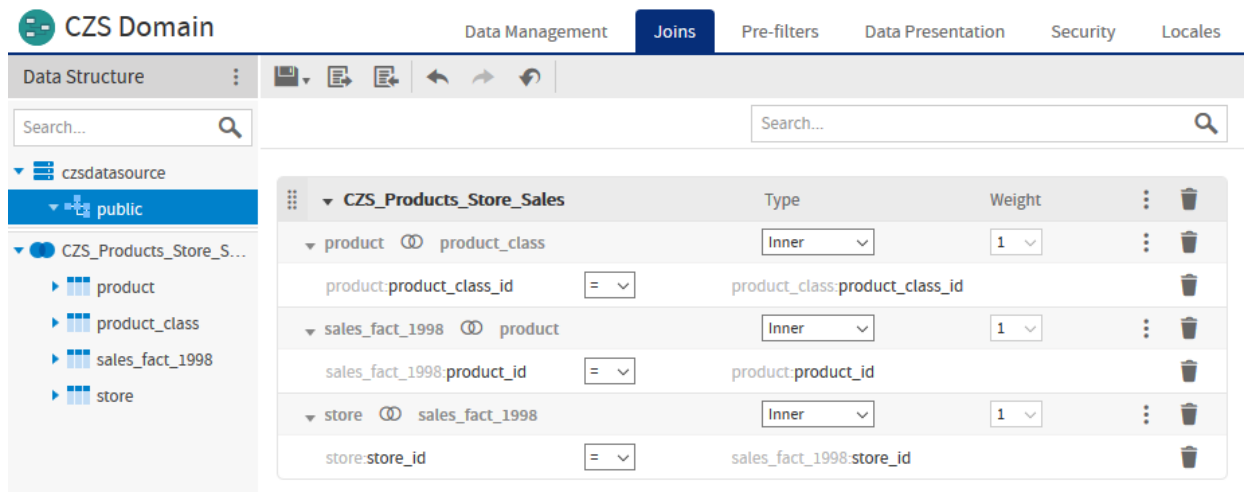 CZS Domain
Data Management Joins Pre-filters Data Presentation Security Locales
Data Structure
Search...
Search...
czsdatasource
public
CZS_Products_Store_S...
product
product_class
sales_fact_1998
store
CZS_Products_Store_Sales Type Weight
product product_class Inner 1
product:product_class_id = product_class:product_class_id
sales_fact_1998 product Inner 1
sales_fact_1998:product_id = product:product_id
store sales_fact_1998 Inner 1
store:store_id = sales_fact_1998:store_id